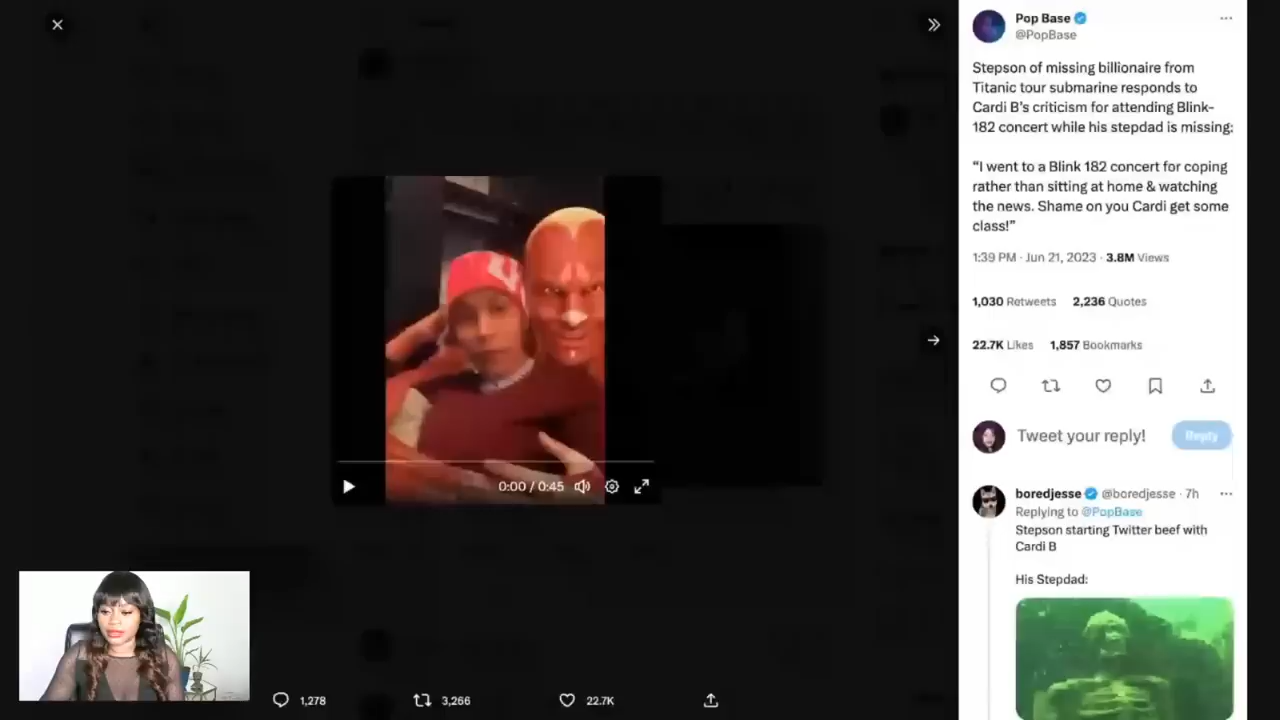 Pop Base
@PopBase
Stepson of missing billionaire from
Titanic tour submarine responds to
Cardi B's criticism for attending Blink-
182 concert while his stepdad is missing:
“I went to a Blink 182 concert for coping
rather than sitting at home & watching
the news. Shame on you Cardi get some
class!”
1:39 PM · Jun 21, 2023 · 3.8M Views
1,030 Retweets 2,236 Quotes
22.7K Likes 1,857 Bookmarks
Tweet your reply! Reply
boredjesse @boredjesse · 7h
Replying to @PopBase
Stepson starting Twitter beef with
Cardi B
His Stepdad:
0:00 / 0:45
1,278 3,266 22.7K